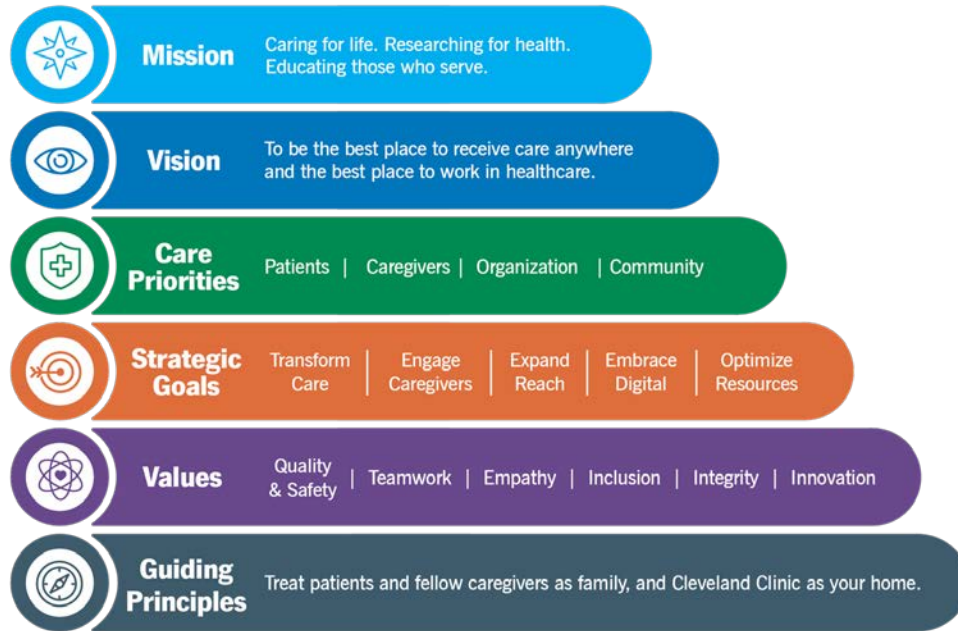 Mission
Caring for life. Researching for health.
Educating those who serve.
Vision
To be the best place to receive care anywhere
and the best place to work in healthcare.
Care
Priorities
Patients | Caregivers | Organization | Community
Strategic
Goals
Transform
Care
Engage
Caregivers
Expand
Reach
Embrace
Digital
Optimize
Resources
Values
Quality
& Safety
Teamwork | Empathy | Inclusion | Integrity | Innovation
Guiding
Principles
Treat patients and fellow caregivers as family, and Cleveland Clinic as your home.